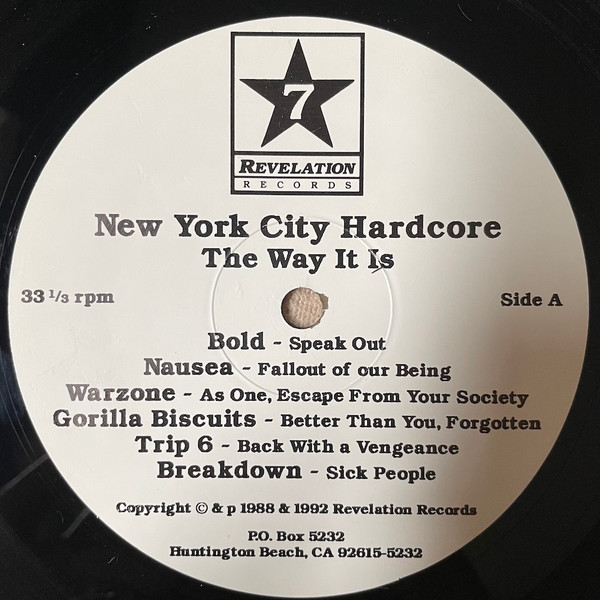 7
REVELATION
RECORDS
New York City Hardcore
The Way It Is
33 1/3 rpm
Side A
Bold - Speak Out
Nausea - Fallout of our Being
Warzone - As One, Escape From Your Society
Gorilla Biscuits - Better Than You, Forgotten
Trip 6 - Back With a Vengeance
Breakdown - Sick People
Copyright © & p 1988 & 1992 Revelation Records
P.O. Box 5232
Huntington Beach, CA 92615-5232